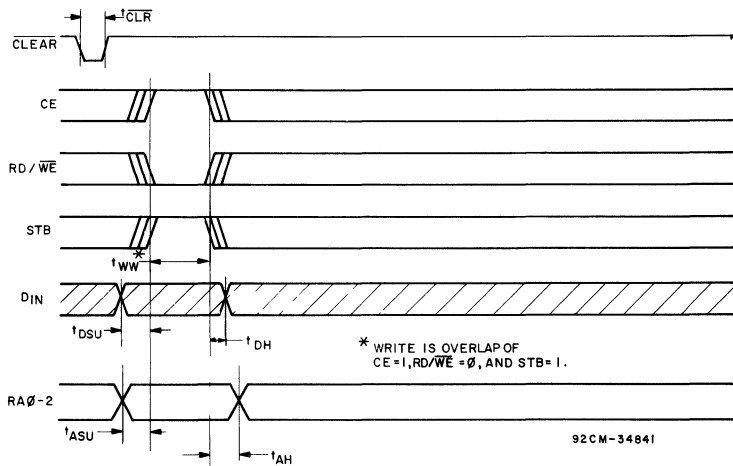 tCLR
CLEAR
CE
RD/WE
STB
tWW*
DIN
tDSU
tDH
* WRITE IS OVERLAP OF
CE=1, RD/WE=Ø, AND STB=1.
RAØ-2
tASU
tAH
92CM-34841